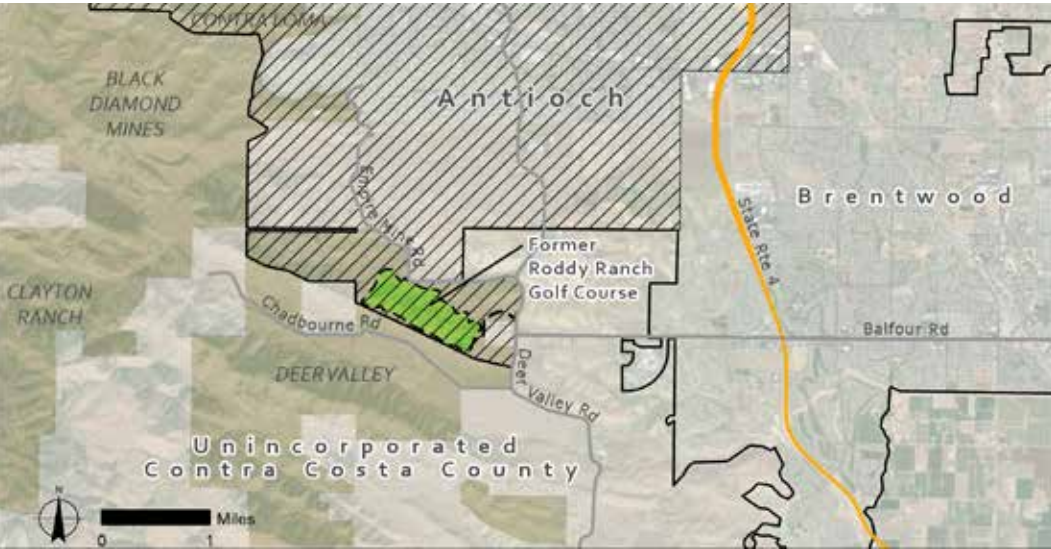 CONTRA LOMA
BLACK
DIAMOND
MINES
Antioch
Brentwood
Empire Mine Rd
State Rte 4
Former
Roddy Ranch
Golf Course
CLAYTON
RANCH
Chadbourne Rd
Balfour Rd
DEER VALLEY
Deer Valley Rd
Unincorporated
Contra Costa County
N
Miles
0 1